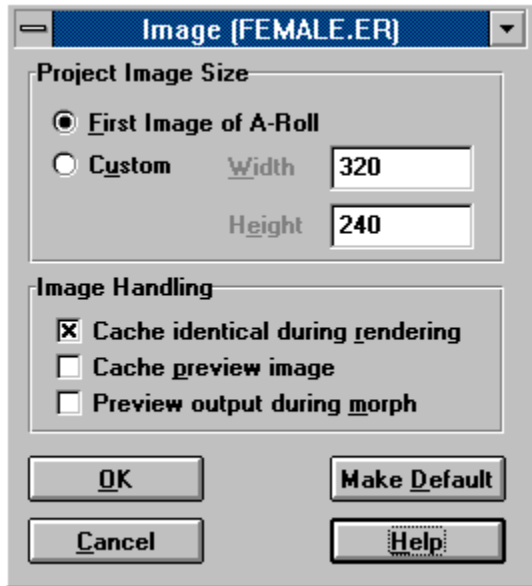 Image (FEMALE.ER)
Project Image Size
First Image of A-Roll
Custom Width 320
Height 240
Image Handling
Cache identical during rendering
Cache preview image
Preview output during morph
OK Make Default
Cancel Help